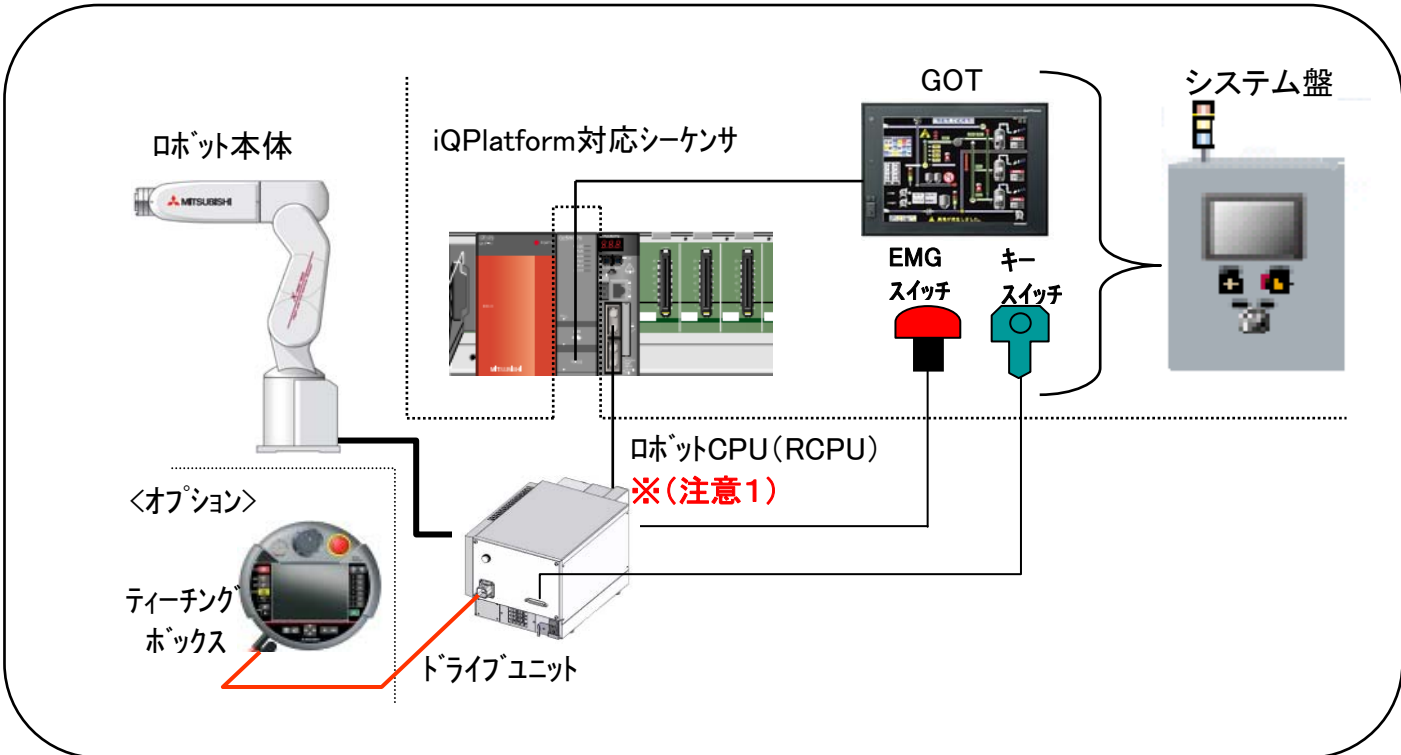 GOT
システム盤
ロボット本体
iQPlatform対応シーケンサ
MITSUBISHI
EMG
スイッチ
キー
スイッチ
ロボットCPU(RCPU)
※(注意1)
<オプション>
ティーチング
ボックス
ドライブユニット